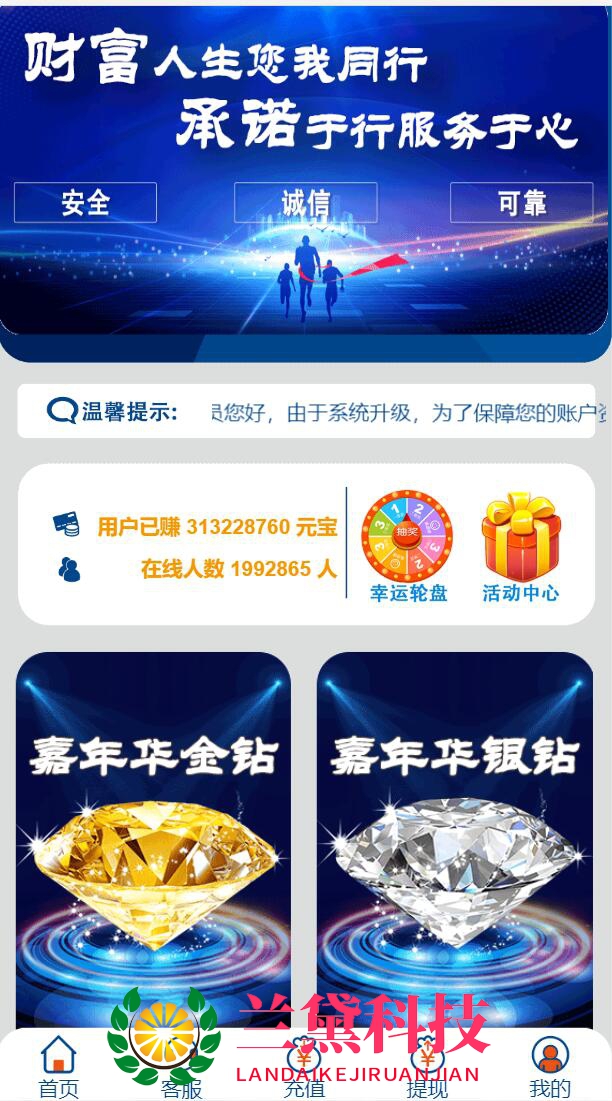 财富人生您我同行
承诺于行服务于心
安全
诚信
可靠
温馨提示:
员您好，由于系统升级，为了保障您的账户资
用户已赚 313228760 元宝
在线人数 1992865 人
抽奖
幸运轮盘
活动中心
嘉年华金钻
嘉年华银钻
兰黛科技
LANDAIKEJIRUANJIAN
首页
客服
充值
提现
我的